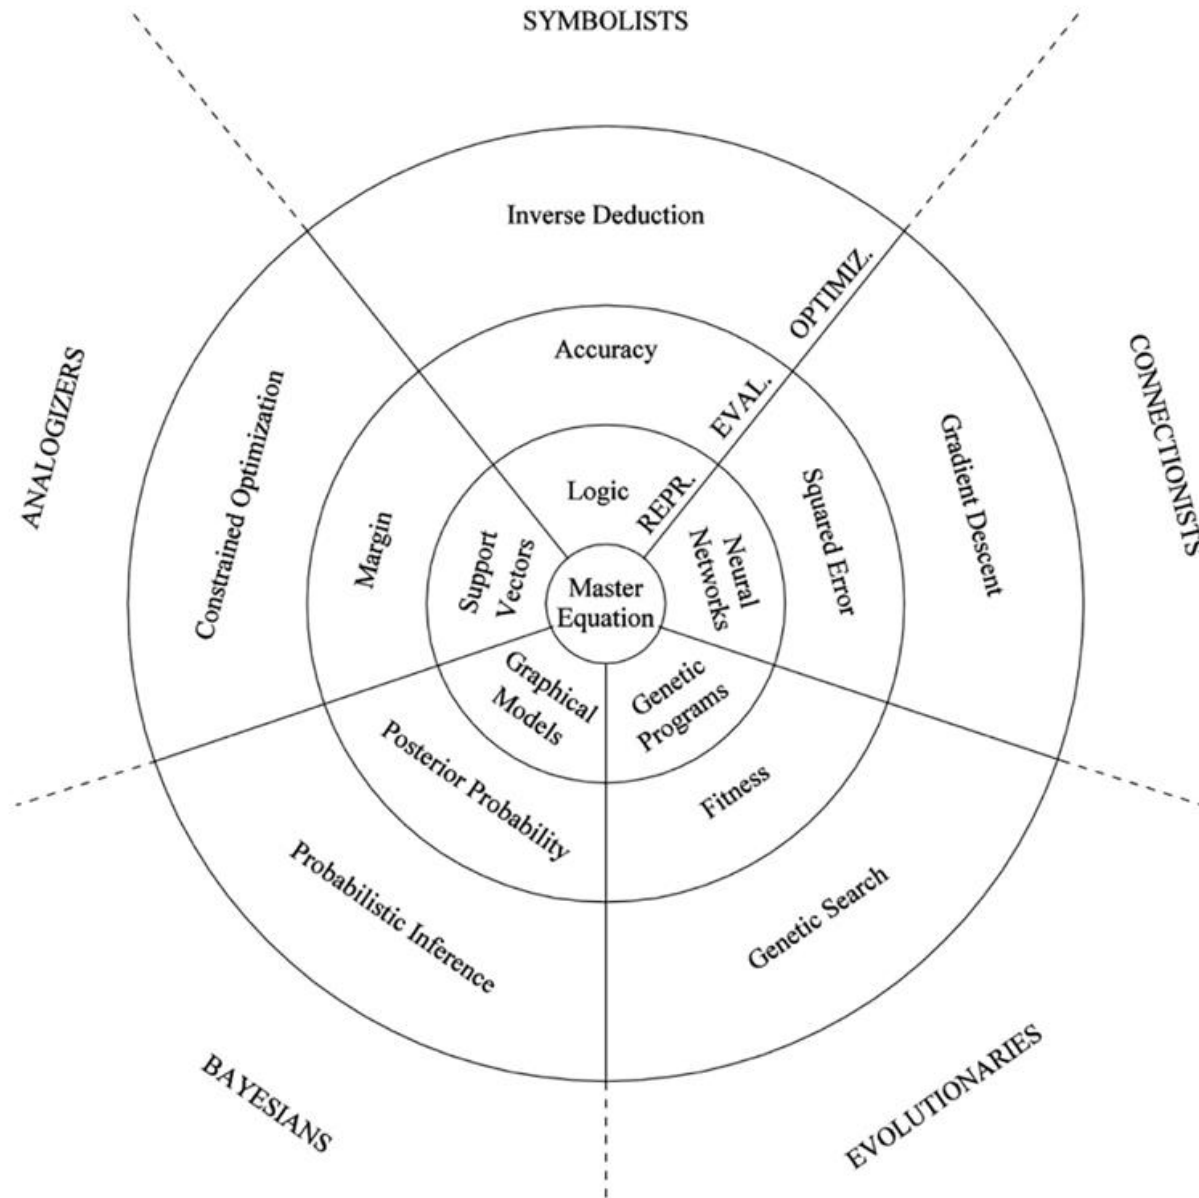 SYMBOLISTS
Inverse Deduction
OPTIMIZ.
Accuracy
EVAL.
Logic
REPR.
ANALOGIZERS
Constrained Optimization
Margin
Support
Vectors
Master
Equation
Neural
Networks
Squared Error
Gradient Descent
CONNECTIONISTS
Graphical
Models
Genetic
Programs
Posterior Probability
Fitness
Probabilistic Inference
Genetic Search
BAYESIANS
EVOLUTIONARIES